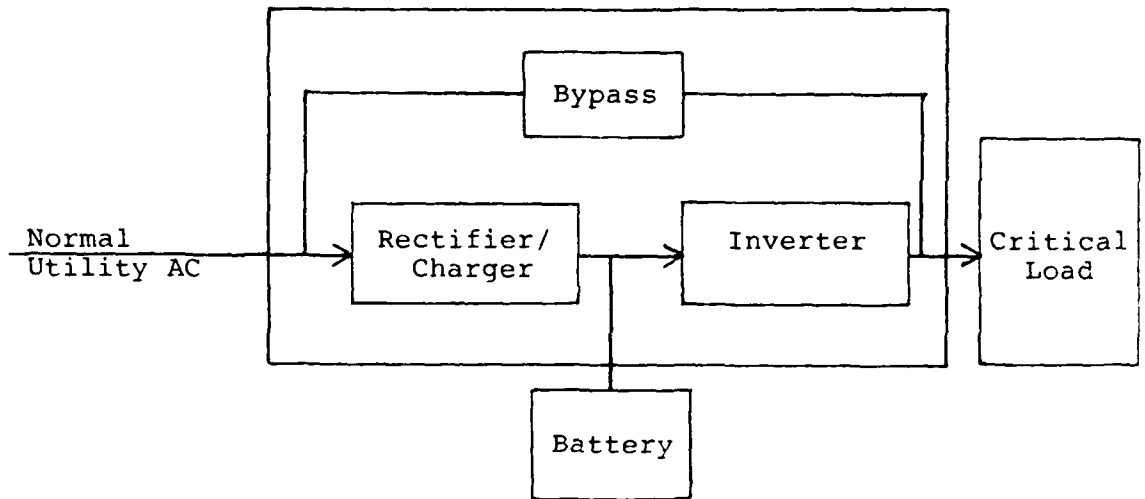 Bypass
Normal
Utility AC
Rectifier/
Charger
Inverter
Critical
Load
Battery